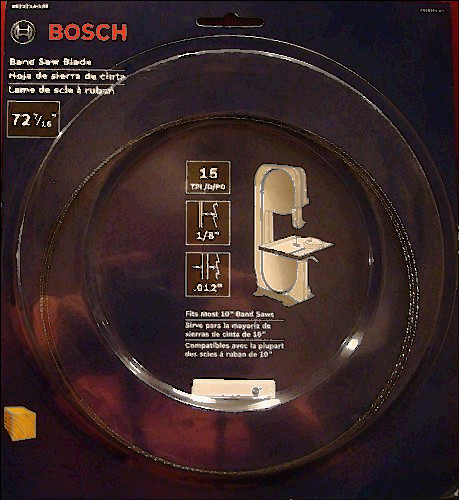 BOSCH
Band Saw Blade
Hoja de sierra de cinta
Lame de scie à ruban
72 7/16"
15
TPI /D/PO
1/8"
.012"
Fits Most 10" Band Saws
Sirve para la mayoría de
sierras de cinta de 10"
Compatibles avec la plupart
des scies à ruban de 10"